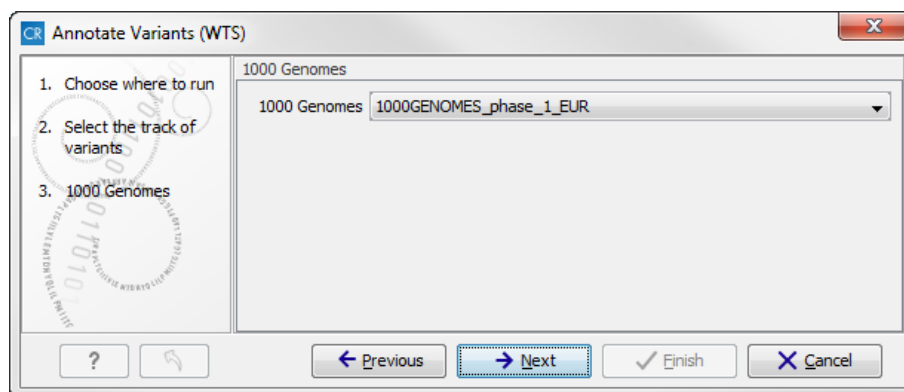 CR Annotate Variants (WTS)
1. Choose where to run
2. Select the track of
variants
3. 1000 Genomes
1000 Genomes
1000 Genomes 1000GENOMES_phase_1_EUR
?
Previous
Next
Finish
Cancel